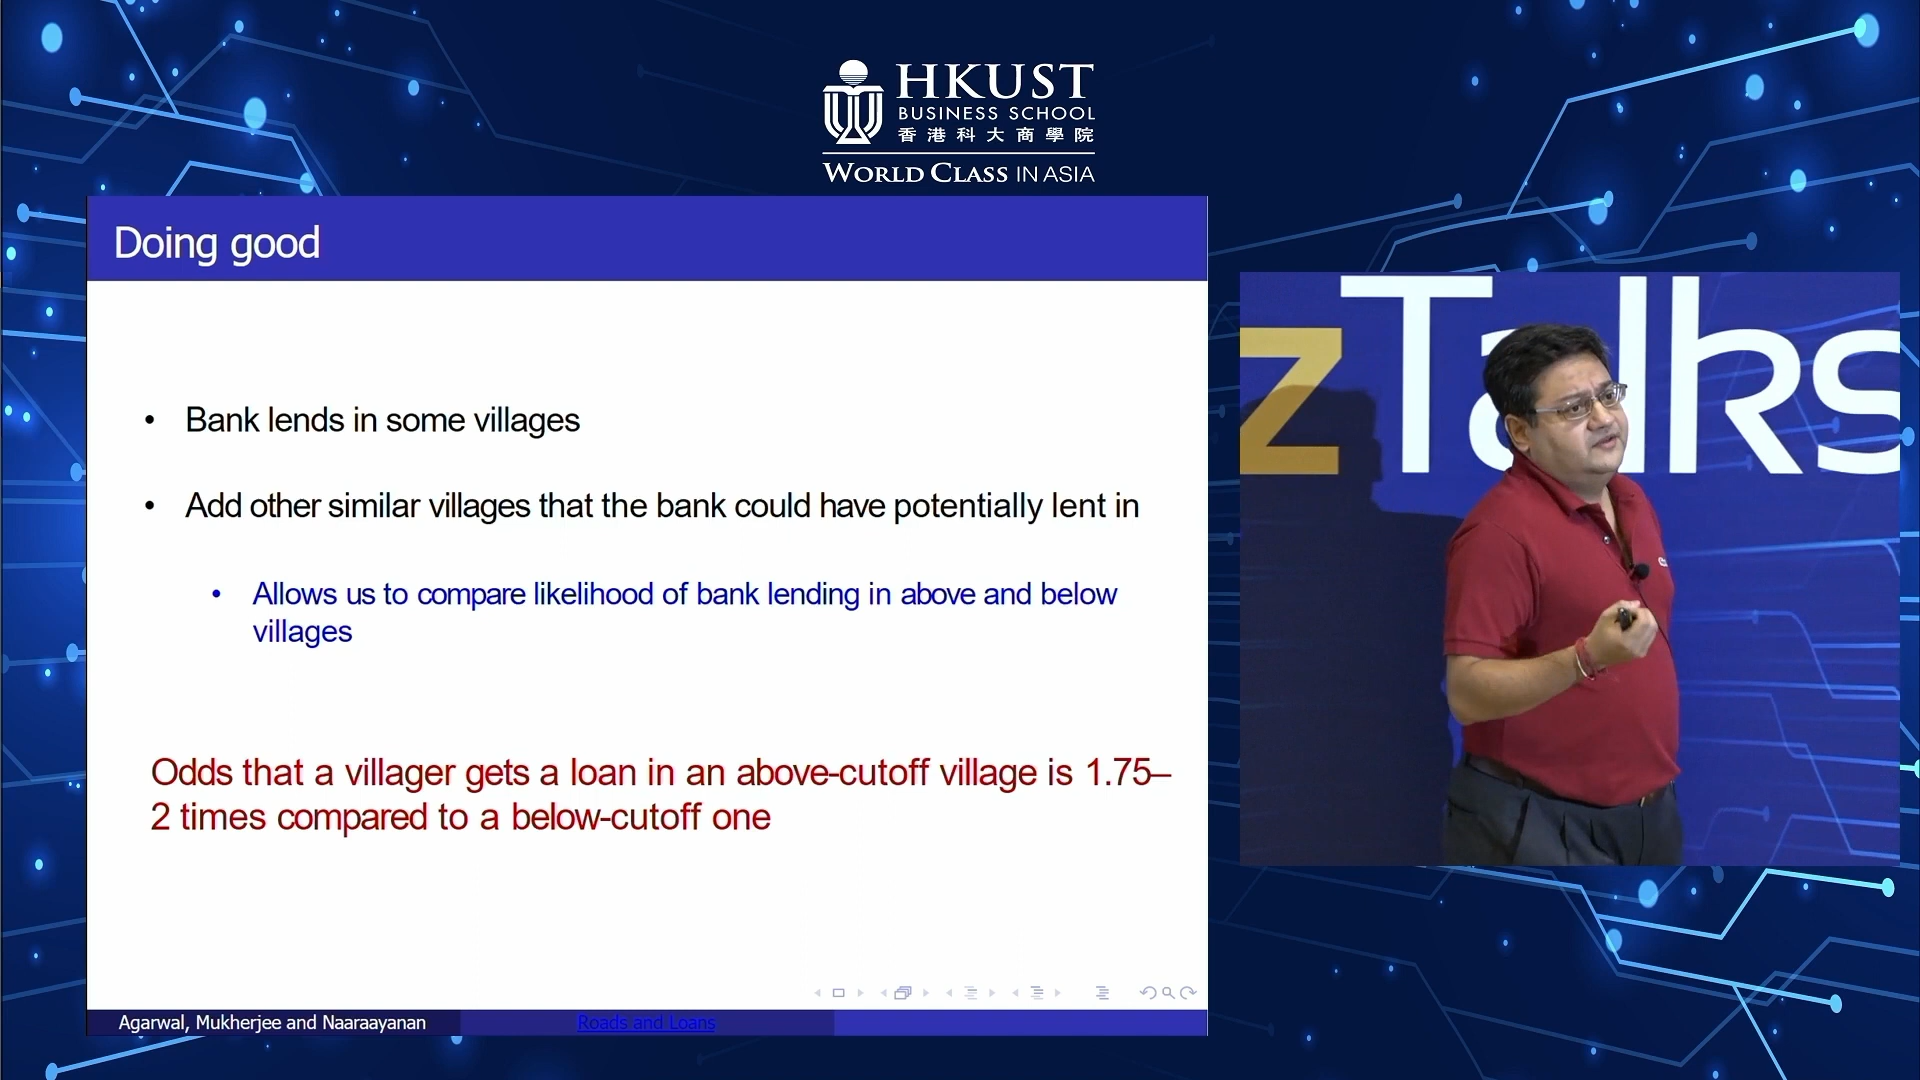 HKUST
BUSINESS SCHOOL
香港科大商學院
WORLD CLASS IN ASIA
Doing good
• Bank lends in some villages
• Add other similar villages that the bank could have potentially lent in
• Allows us to compare likelihood of bank lending in above and below
villages
Odds that a villager gets a loan in an above-cutoff village is 1.75–
2 times compared to a below-cutoff one
Agarwal, Mukherjee and Naaraayanan
Roads and Loans
zTalks